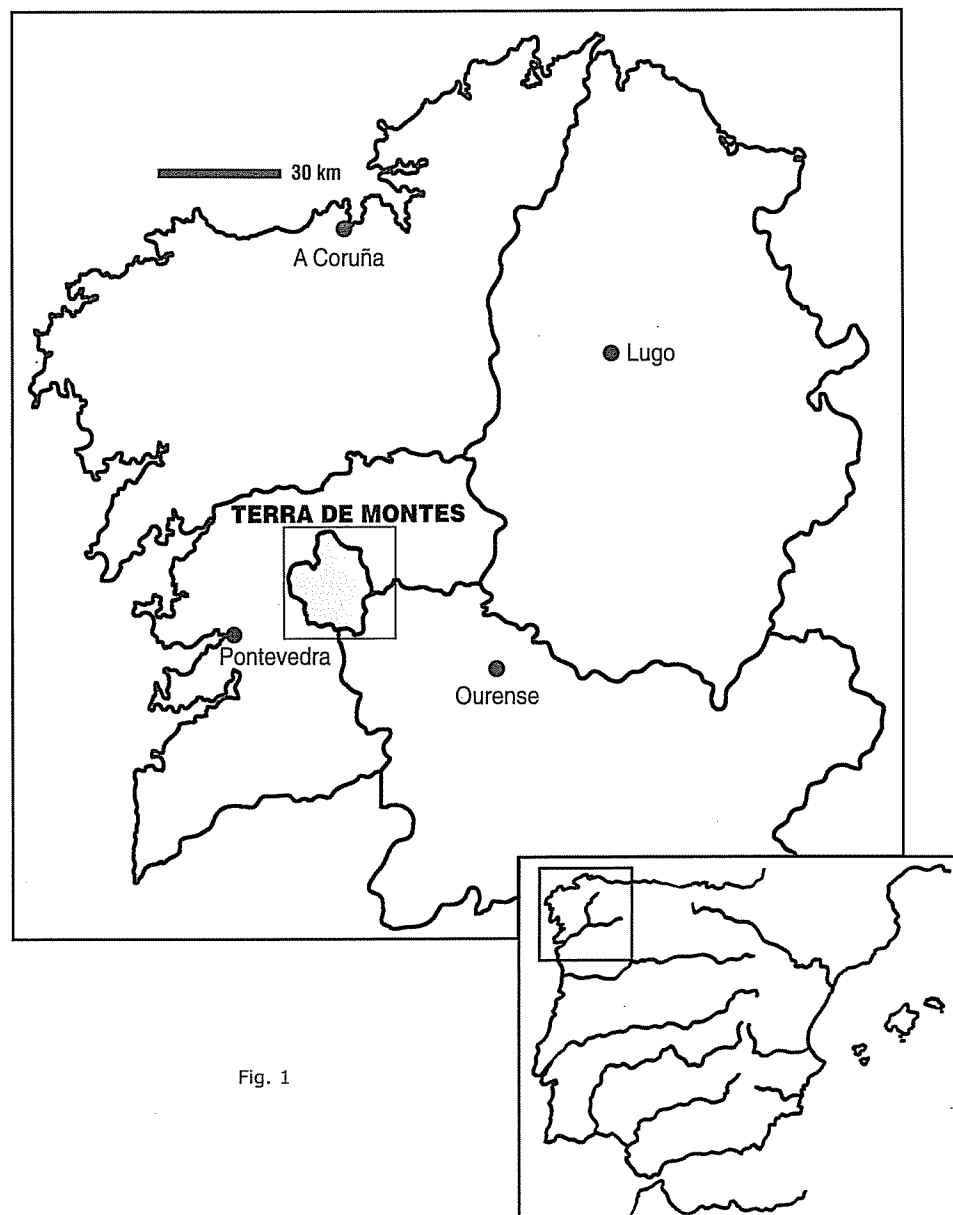 30 km
A Coruña
Lugo
TERRA DE MONTES
Pontevedra
Ourense
Fig. 1